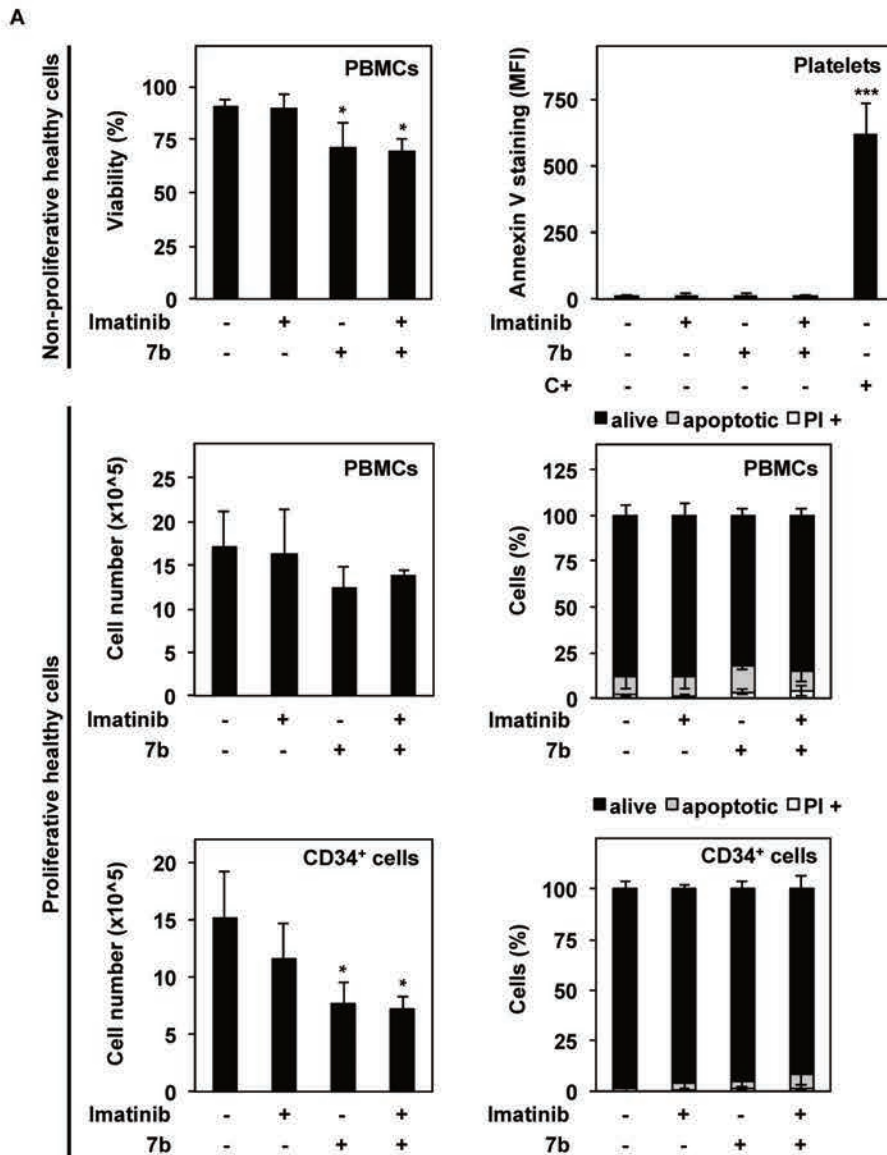 A
Non-proliferative healthy cells
PBMCs
Viability (%)
100
75
50
25
0
Imatinib - + - +
7b - - + +
Platelets
Annexin V staining (MFI)
***
750
500
250
0
- + - + -
- - + + -
C+ - - - - +
* *
Proliferative healthy cells
PBMCs
Cell number (x10^5)
25
20
15
10
5
0
Imatinib - + - +
7b - - + +
alive apoptotic PI +
PBMCs
Cells (%)
125
100
75
50
25
0
Imatinib - + - +
7b - - + +
CD34+ cells
Cell number (x10^5)
20
15
10
5
0
* *
Imatinib - + - +
7b - - + +
alive apoptotic PI +
CD34+ cells
Cells (%)
100
75
50
25
0
Imatinib - + - +
7b - - + +